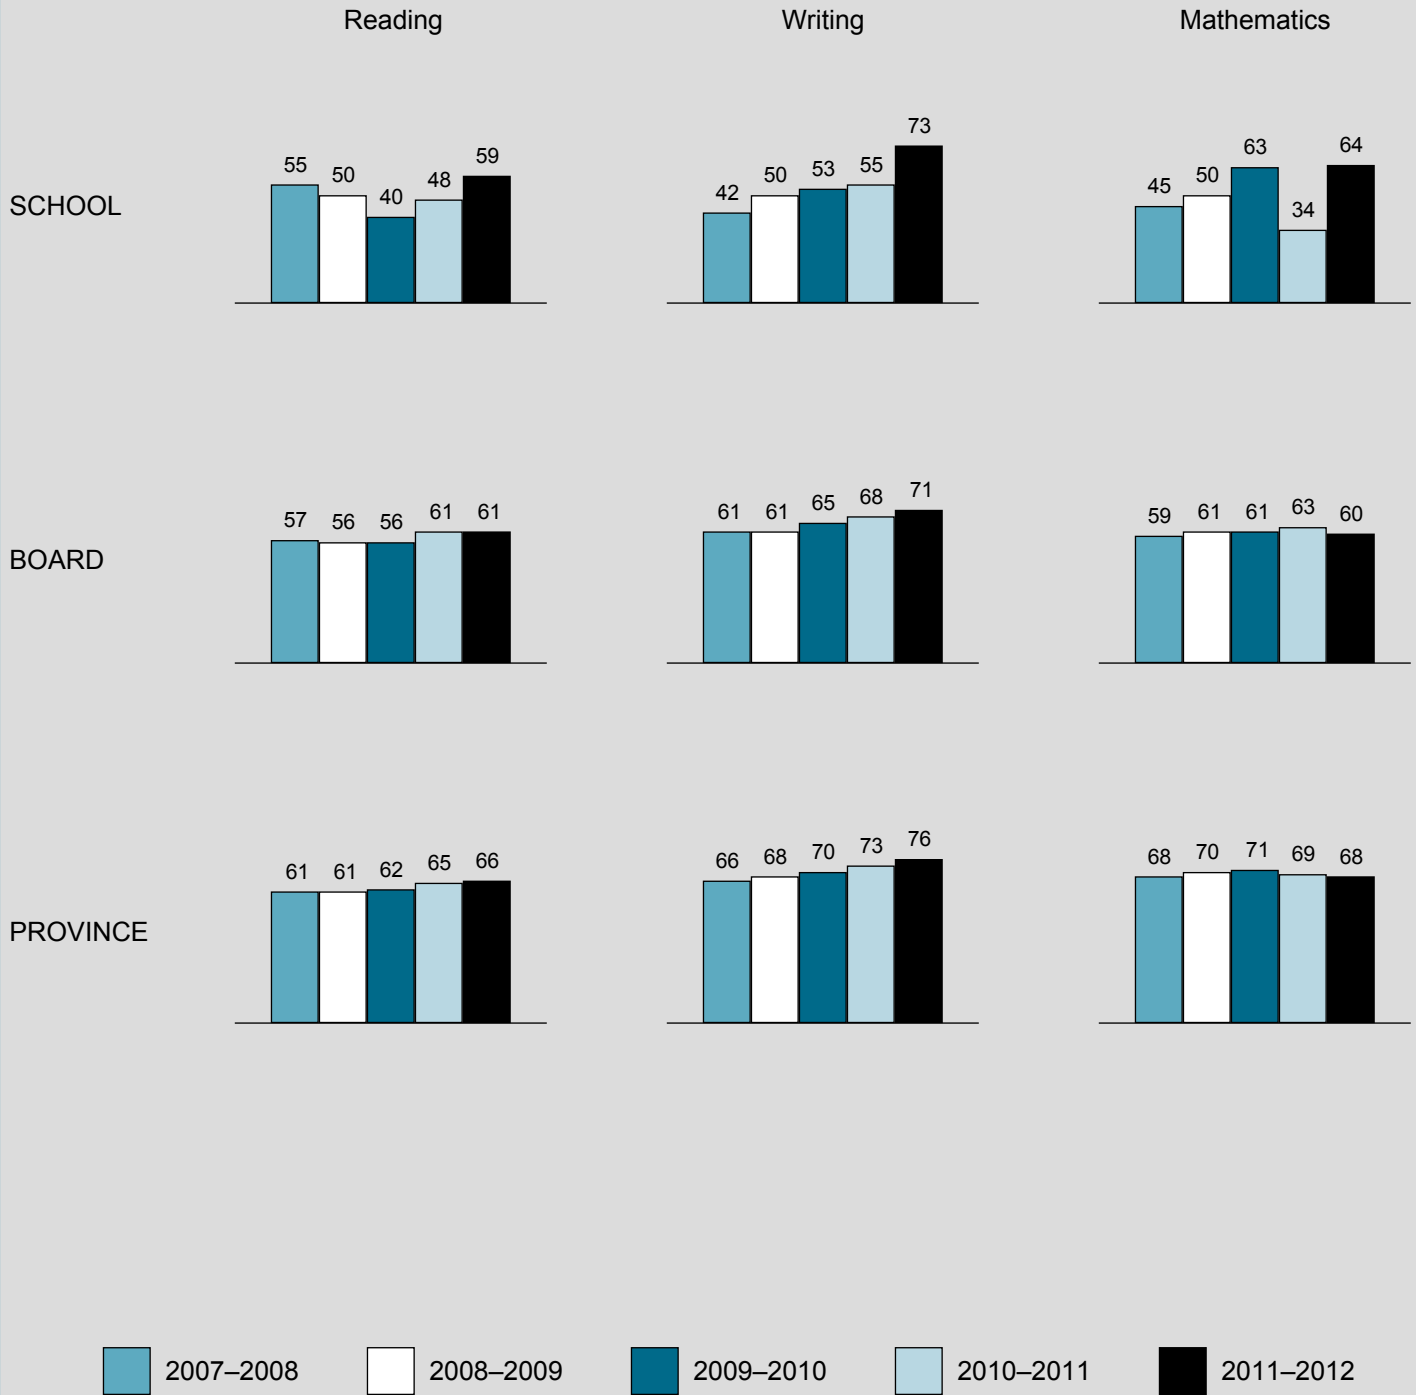 Reading Writing Mathematics
55 50 40 48 59 42 50 53 55 73 45 50 63 34 64
SCHOOL
57 56 56 61 61 61 61 65 68 71 59 61 61 63 60
BOARD
61 61 62 65 66 66 68 70 73 76 68 70 71 69 68
PROVINCE
2007–2008 2008–2009 2009–2010 2010–2011 2011–2012